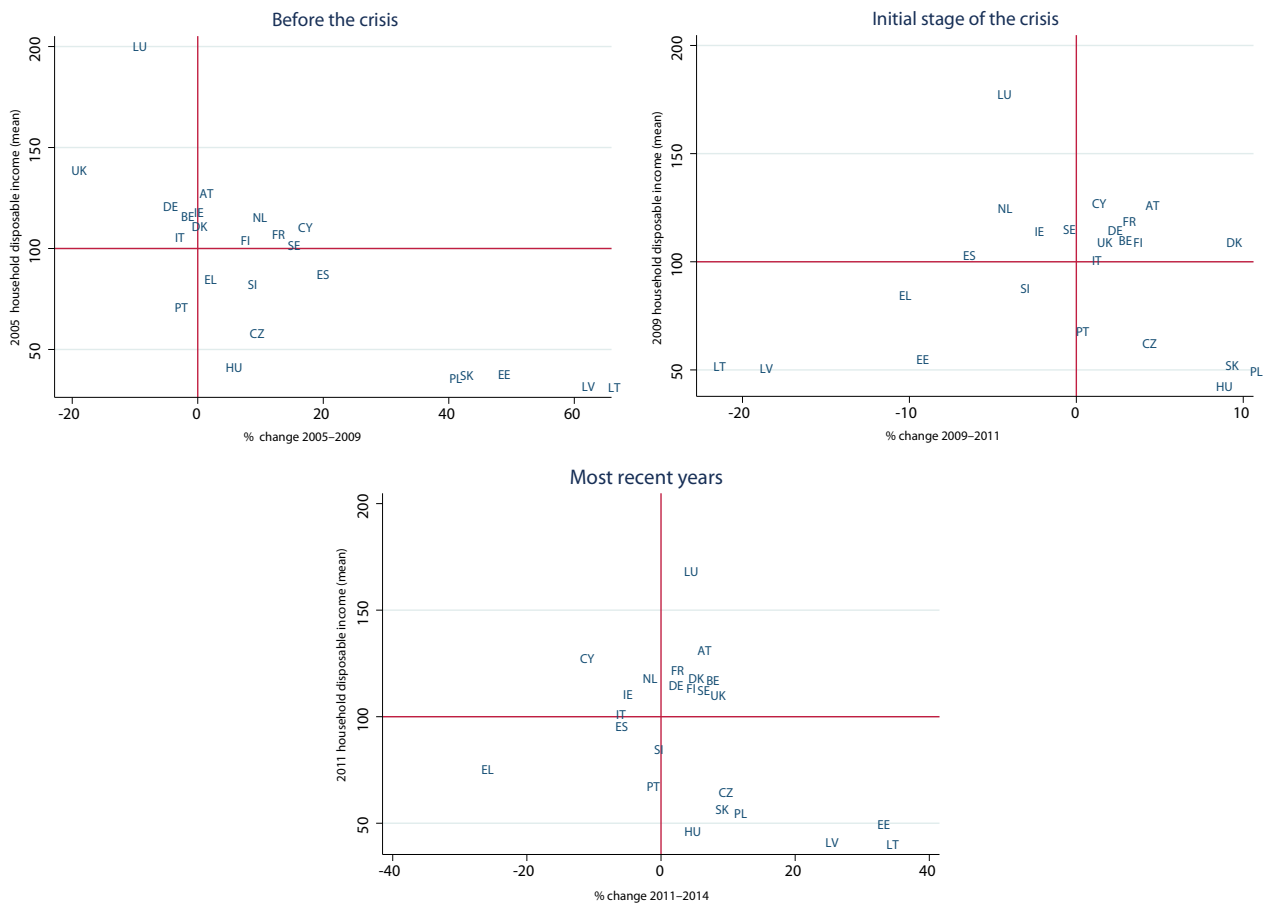 Before the crisis
2005 household disposable income (mean)
200
150
100
50
LU
UK
AT
DE
BE IE
NL
DK
CY
IT
FI
FR
SE
EL
SI
ES
PT
CZ
HU
PL SK
EE
LV
LT
-20 0 20 40 60
% change 2005–2009
Initial stage of the crisis
2009 household disposable income (mean)
200
150
100
50
LU
NL
CY
AT
FR
IE
SE
DE
UK
BE FI
DK
ES
IT
SI
EL
PT
CZ
EE
LT
LV
SK
PL
HU
-20 -10 0 10
% change 2009–2011
Most recent years
2011 household disposable income (mean)
200
150
100
50
LU
AT
CY
FR
NL
DK BE
DE
FI SE
UK
IE
IT
ES
SI
EL
PT
CZ
SK
PL
HU
EE
LV
LT
-40 -20 0 20 40
% change 2011–2014